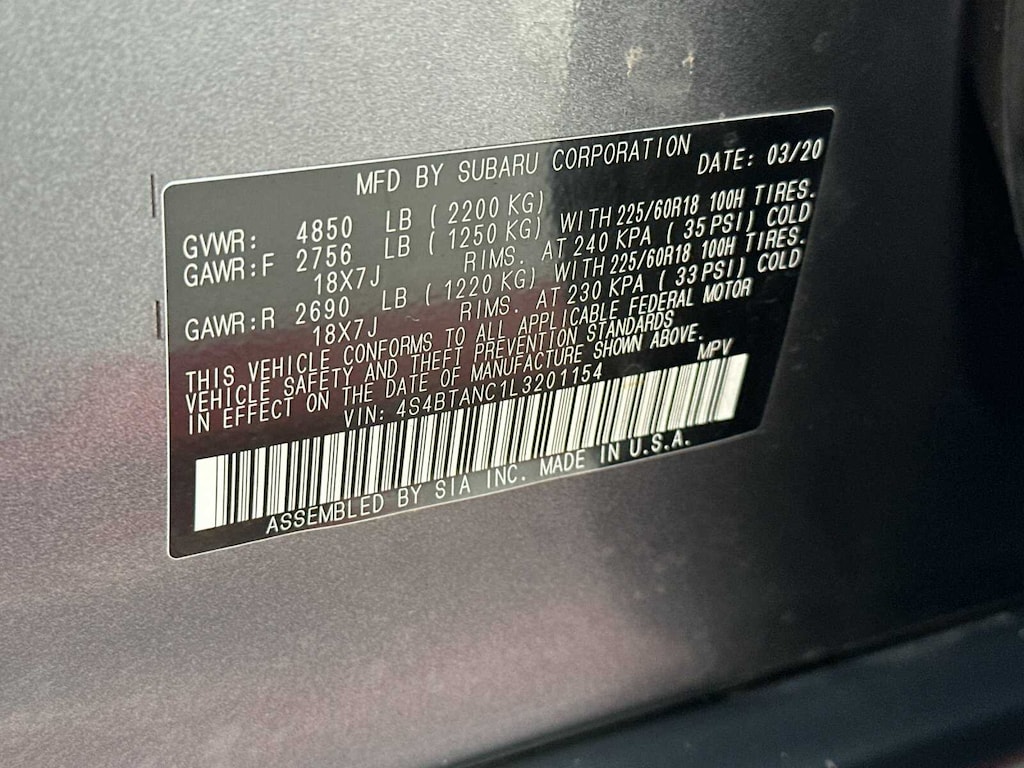 MFD BY SUBARU CORPORATION DATE: 03/20
GVWR: 4850 LB ( 2200 KG)
GAWR:F 2756 LB ( 1250 KG) WITH 225/60R18 100H TIRES.
18X7J RIMS. AT 240 KPA ( 35 PSI) COLD
GAWR:R 2690 LB ( 1220 KG) WITH 225/60R18 100H TIRES.
18X7J RIMS. AT 230 KPA ( 33 PSI) COLD
THIS VEHICLE CONFORMS TO ALL APPLICABLE FEDERAL MOTOR
VEHICLE SAFETY AND THEFT PREVENTION STANDARDS
IN EFFECT ON THE DATE OF MANUFACTURE SHOWN ABOVE.
VIN: 4S4BTANC1L3201154 MPV
ASSEMBLED BY SIA INC. MADE IN U.S.A.